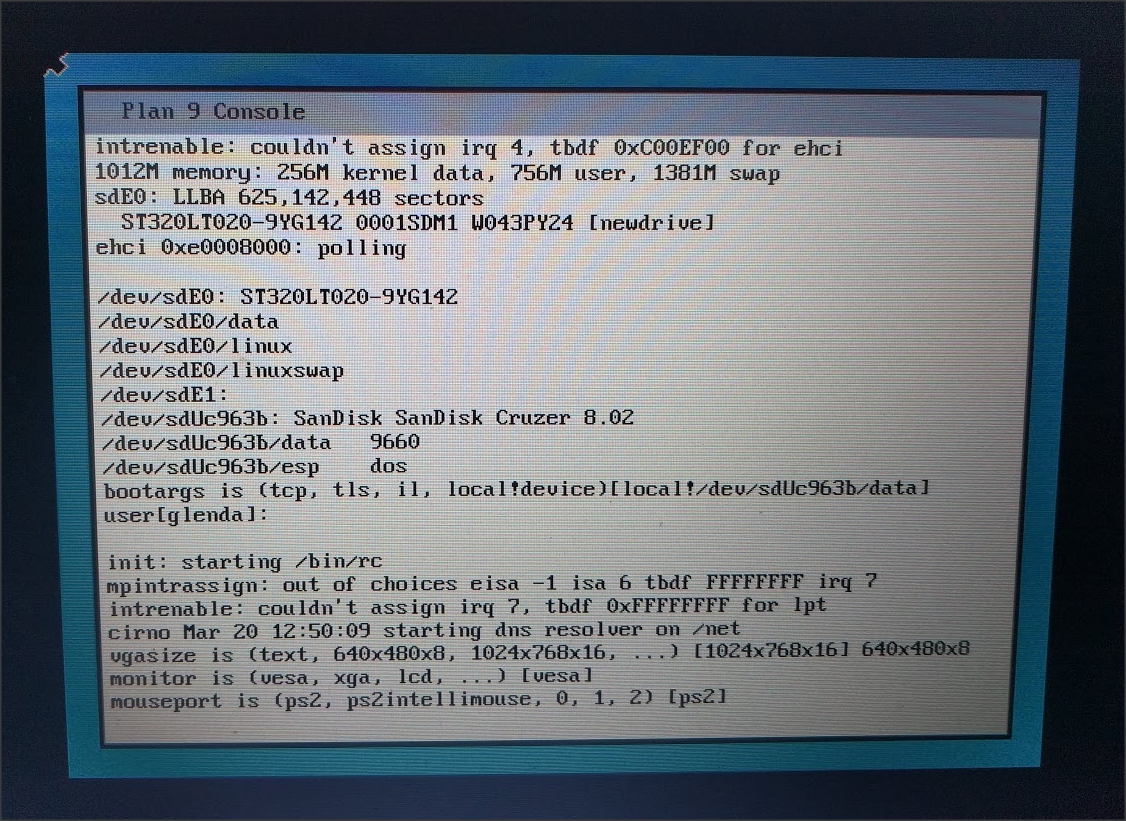 Plan 9 Console
intrenable: couldn't assign irq 4, tbdf 0xC00EF00 for ehci
1012M memory: 256M kernel data, 756M user, 1381M swap
sdE0: LLBA 625,142,448 sectors
  ST320LT020-9YG142 0001SDM1 W043PY24 [newdrive]
ehci 0xe0008000: polling

/dev/sdE0: ST320LT020-9YG142
/dev/sdE0/data
/dev/sdE0/linux
/dev/sdE0/linuxswap
/dev/sdE1:
/dev/sdUc963b: SanDisk SanDisk Cruzer 8.02
/dev/sdUc963b/data   9660
/dev/sdUc963b/esp    dos
bootargs is (tcp, tls, il, local!device)[local!/dev/sdUc963b/data]
user[glenda]:

init: starting /bin/rc
mpintrassign: out of choices eisa -1 isa 6 tbdf FFFFFFFF irq 7
intrenable: couldn't assign irq 7, tbdf 0xFFFFFFFF for lpt
cirno Mar 20 12:50:09 starting dns resolver on /net
vgasize is (text, 640x480x8, 1024x768x16, ...) [1024x768x16] 640x480x8
monitor is (vesa, xga, lcd, ...) [vesa]
mouseport is (ps2, ps2intellimouse, 0, 1, 2) [ps2]